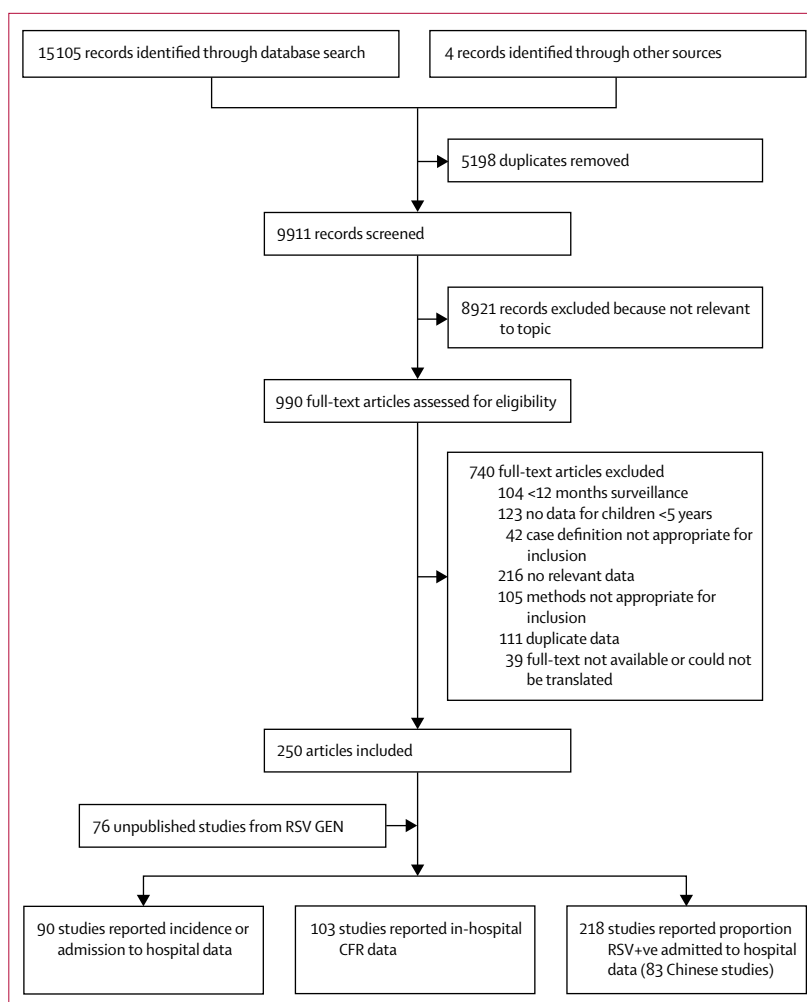 15105 records identified through database search
4 records identified through other sources
5198 duplicates removed
9911 records screened
8921 records excluded because not relevant
to topic
990 full-text articles assessed for eligibility
740 full-text articles excluded
104 <12 months surveillance
123 no data for children <5 years
42 case definition not appropriate for
inclusion
216 no relevant data
105 methods not appropriate for
inclusion
111 duplicate data
39 full-text not available or could not
be translated
250 articles included
76 unpublished studies from RSV GEN
90 studies reported incidence or
admission to hospital data
103 studies reported in-hospital
CFR data
218 studies reported proportion
RSV+ve admitted to hospital
data (83 Chinese studies)